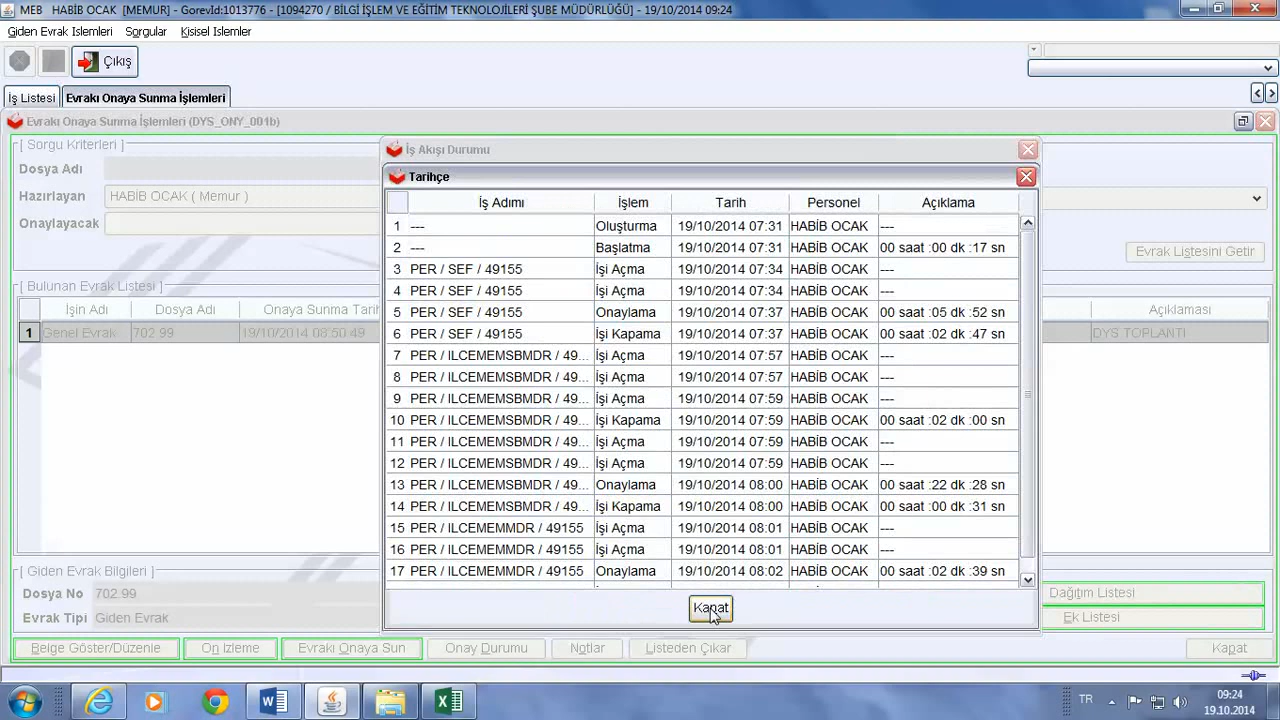 MEB HABİB OCAK [MEMUR] - GorevId:1013776 - [1094270 / BİLGİ İŞLEM VE EĞİTİM TEKNOLOJİLERİ ŞUBE MÜDÜRLÜĞÜ] - 19/10/2014 09:24
Giden Evrak Islemleri Sorgular Kisisel Islemler
Çıkış
İş Listesi Evrakı Onaya Sunma İşlemleri
Evrakı Onaya Sunma İşlemleri (DYS_ONY_001b)
[ Sorgu Kriterleri ]
Dosya Adı
Hazırlayan HABİB OCAK ( Memur )
Onaylayacak
Evrak Listesini Getir
[ Bulunan Evrak Listesi ]
İşin Adı Dosya Adı Onaya Sunma Tarih Açıklaması
1 Genel Evrak 702.99 19/10/2014 08:50:49 DYS TOPLANTI
İş Akışı Durumu
Tarihçe
İş Adımı İşlem Tarih Personel Açıklama
1 --- Oluşturma 19/10/2014 07:31 HABİB OCAK ---
2 --- Başlatma 19/10/2014 07:31 HABİB OCAK 00 saat :00 dk :17 sn
3 PER / SEF / 49155 İşi Açma 19/10/2014 07:34 HABİB OCAK ---
4 PER / SEF / 49155 İşi Açma 19/10/2014 07:34 HABİB OCAK ---
5 PER / SEF / 49155 Onaylama 19/10/2014 07:37 HABİB OCAK 00 saat :05 dk :52 sn
6 PER / SEF / 49155 İşi Kapama 19/10/2014 07:37 HABİB OCAK 00 saat :02 dk :47 sn
7 PER / ILCEMEMSBMDR / 49... İşi Açma 19/10/2014 07:57 HABİB OCAK ---
8 PER / ILCEMEMSBMDR / 49... İşi Açma 19/10/2014 07:57 HABİB OCAK ---
9 PER / ILCEMEMSBMDR / 49... İşi Açma 19/10/2014 07:59 HABİB OCAK ---
10 PER / ILCEMEMSBMDR / 49... İşi Kapama 19/10/2014 07:59 HABİB OCAK 00 saat :02 dk :00 sn
11 PER / ILCEMEMSBMDR / 49... İşi Açma 19/10/2014 07:59 HABİB OCAK ---
12 PER / ILCEMEMSBMDR / 49... İşi Açma 19/10/2014 07:59 HABİB OCAK ---
13 PER / ILCEMEMSBMDR / 49... Onaylama 19/10/2014 08:00 HABİB OCAK 00 saat :22 dk :28 sn
14 PER / ILCEMEMSBMDR / 49... İşi Kapama 19/10/2014 08:00 HABİB OCAK 00 saat :00 dk :31 sn
15 PER / ILCEMEMMDR / 49155 İşi Açma 19/10/2014 08:01 HABİB OCAK ---
16 PER / ILCEMEMMDR / 49155 İşi Açma 19/10/2014 08:01 HABİB OCAK ---
17 PER / ILCEMEMMDR / 49155 Onaylama 19/10/2014 08:02 HABİB OCAK 00 saat :02 dk :39 sn
Kapat
[ Giden Evrak Bilgileri ]
Dosya No 702.99
Evrak Tipi Giden Evrak
Dağıtım Listesi
Ek Listesi
Belge Göster/Düzenle Ön İzleme Evrakı Onaya Sun Onay Durumu Notlar Listeden Çıkar Kapat
TR 09:24
19.10.2014